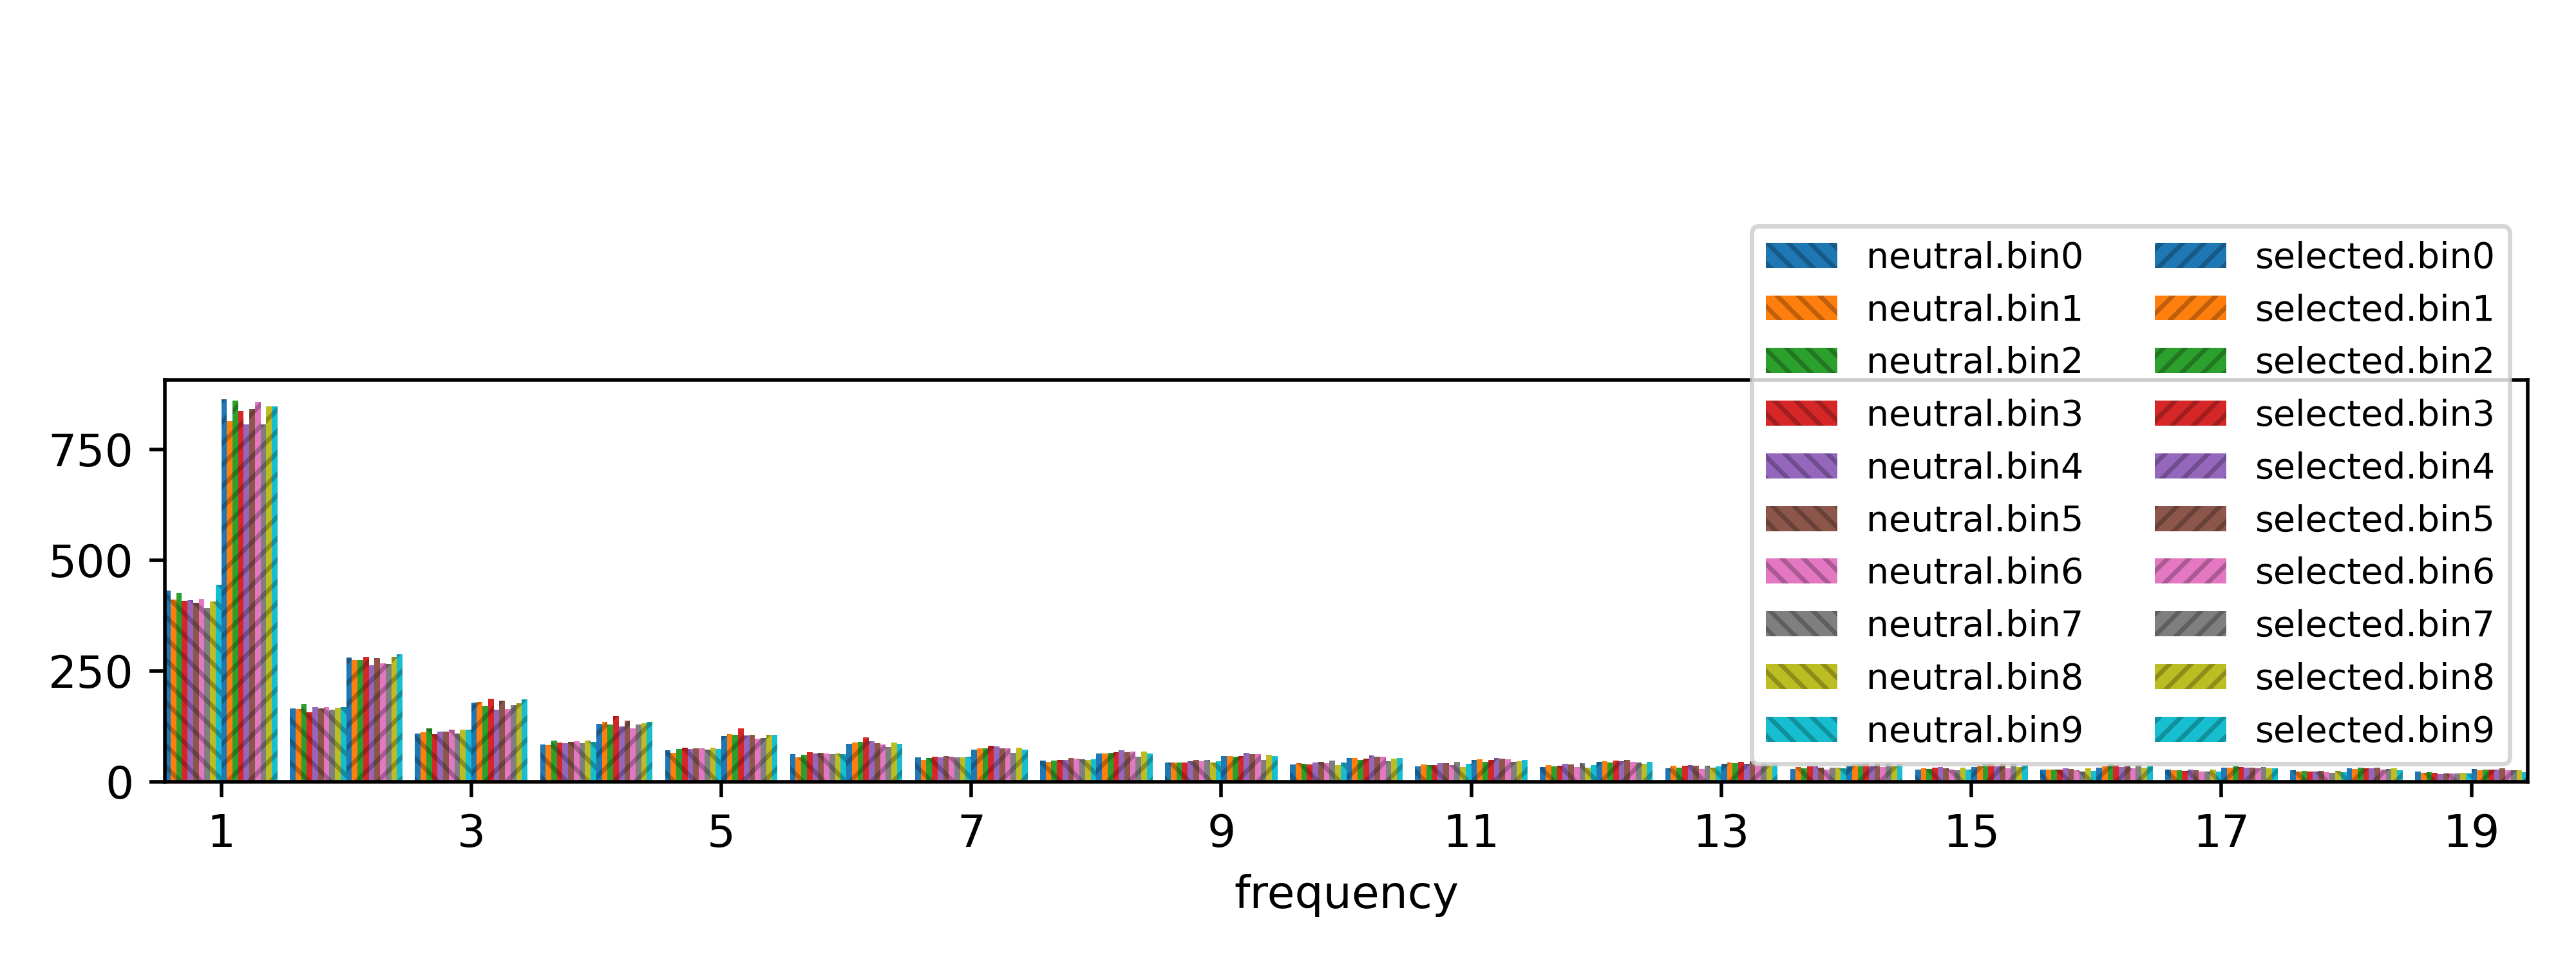 neutral.bin0 selected.bin0
neutral.bin1 selected.bin1
neutral.bin2 selected.bin2
neutral.bin3 selected.bin3
neutral.bin4 selected.bin4
neutral.bin5 selected.bin5
neutral.bin6 selected.bin6
neutral.bin7 selected.bin7
neutral.bin8 selected.bin8
neutral.bin9 selected.bin9
750
500
250
0
1 3 5 7 9 11 13 15 17 19
frequency